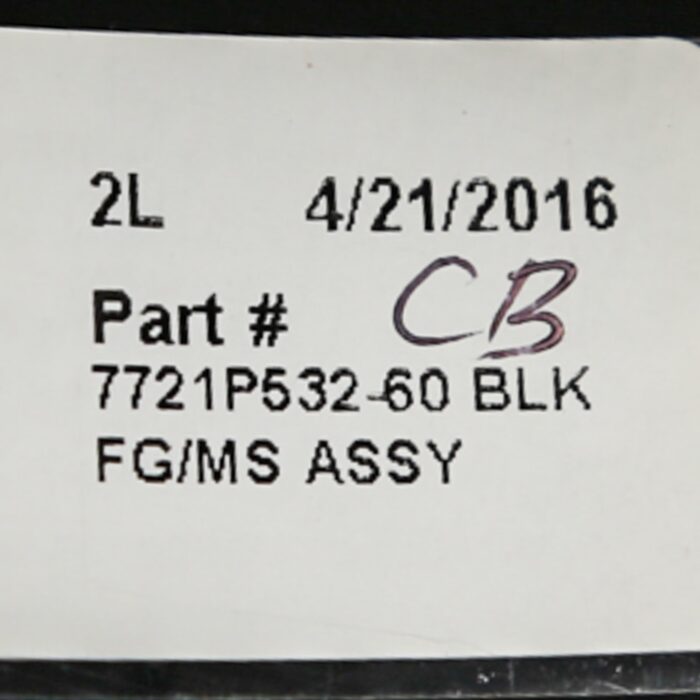 2L 4/21/2016
Part # CB
7721P532-60 BLK
FG/MS ASSY